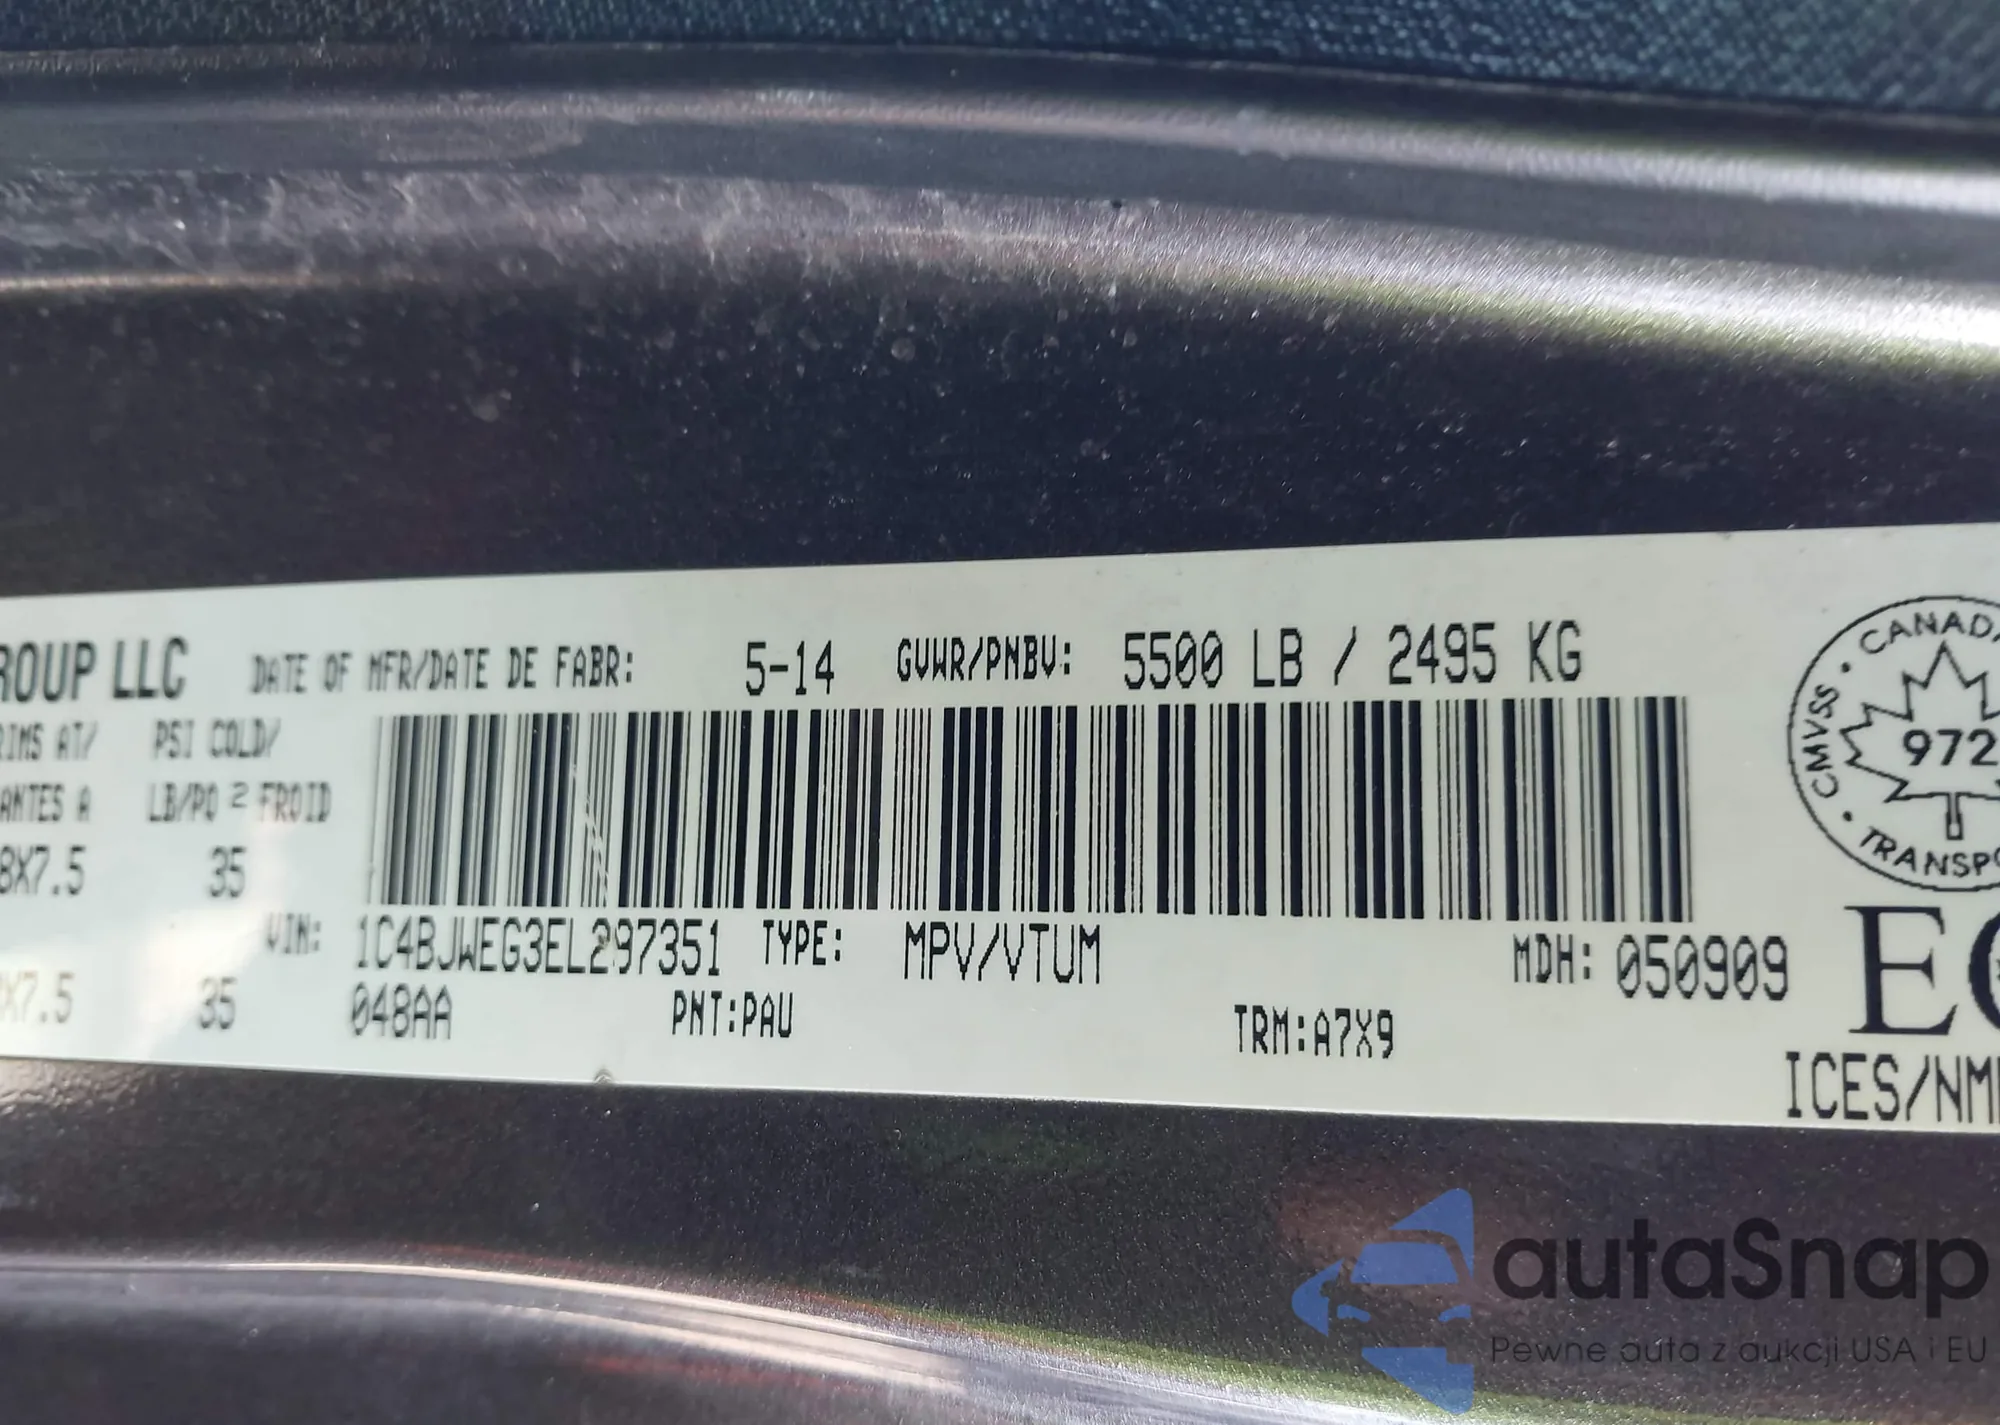 ROUP LLC DATE OF MFR/DATE DE FABR: 5-14 GVWR/PNBV: 5500 LB / 2495 KG
RIMS AT/ PSI COLD/
ANTES A LB/PO 2 FROID
8X7.5 35
VIN: 1C4BJWEG3EL297351 TYPE: MPV/VTUM MDH: 050909
X7.5 35 048AA PNT:PAU TRM:A7X9
CANADA
CMVSS
972
TRANSPO
EC
ICES/NM
autaSnap
Pewne auta z aukcji USA i EU